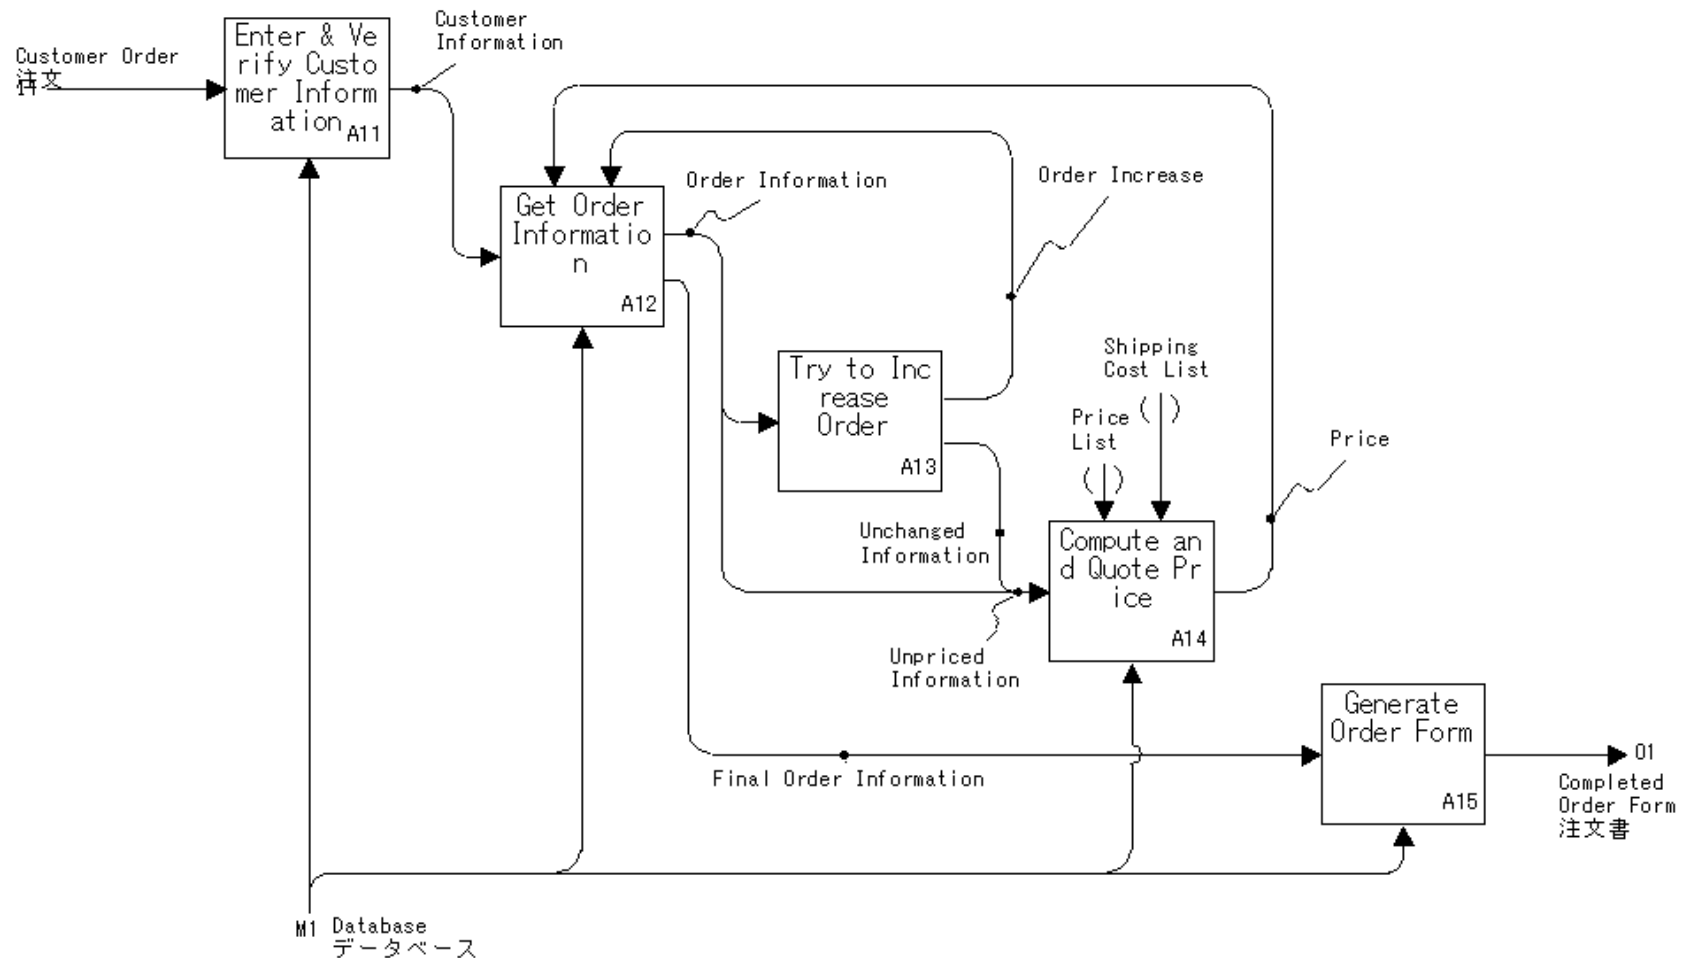 Customer Order
注文
I1
Enter & Ve
rify Custo
mer Inform
ation
A11
Customer
Information
Get Order
Informatio
n
A12
Order Information
Order Increase
Try to Inc
rease
Order
A13
Shipping
Cost List
( )
Price
List
( )
Price
Unchanged
Information
Compute an
d Quote Pr
ice
A14
Unpriced
Information
Generate
Order Form
A15
Final Order Information
O1
Completed
Order Form
注文書
M1
Database
データベース